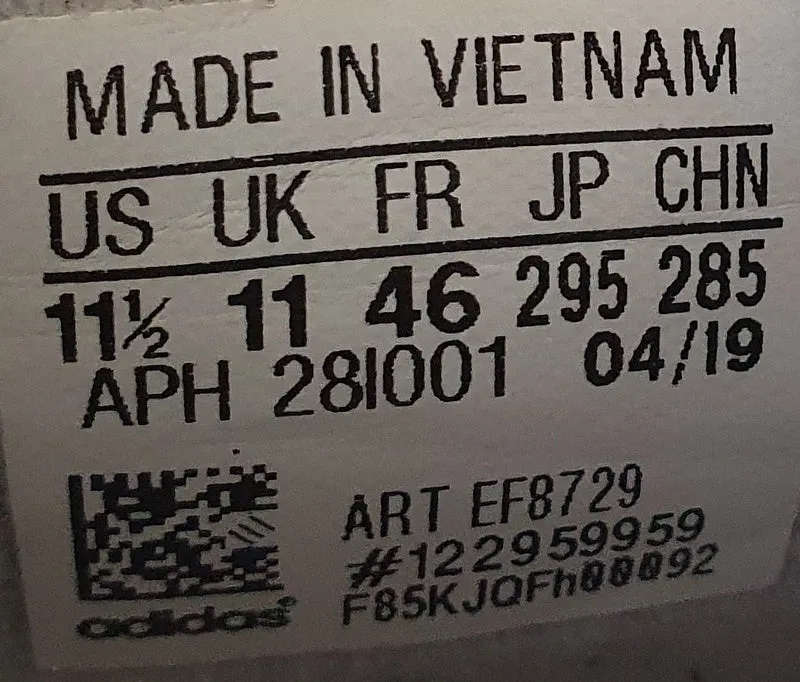 MADE IN VIETNAM
US UK FR JP CHN
11½ 11 46 295 285
APH 28I001 04/19
ART EF8729
#122959959
F85KJQFh00092
adidas